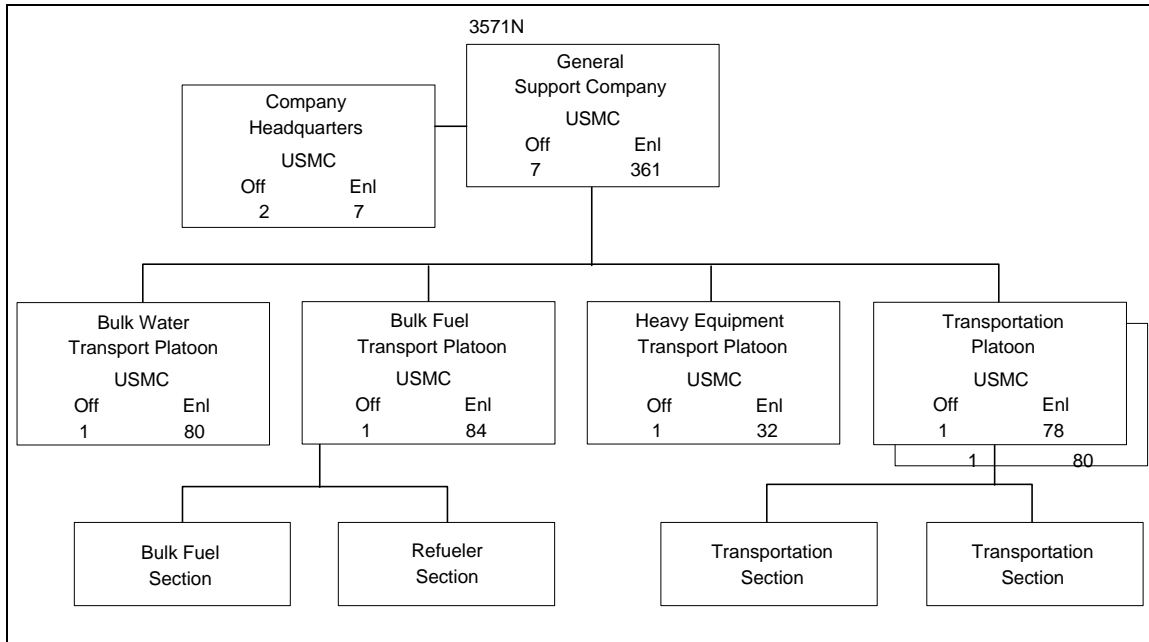 3571N
General
Support Company
USMC
Off Enl
7 361
Company
Headquarters
USMC
Off Enl
2 7
Bulk Water
Transport Platoon
USMC
Off Enl
1 80
Bulk Fuel
Transport Platoon
USMC
Off Enl
1 84
Heavy Equipment
Transport Platoon
USMC
Off Enl
1 32
Transportation
Platoon
USMC
Off Enl
1 78
1 80
Bulk Fuel
Section
Refueler
Section
Transportation
Section
Transportation
Section